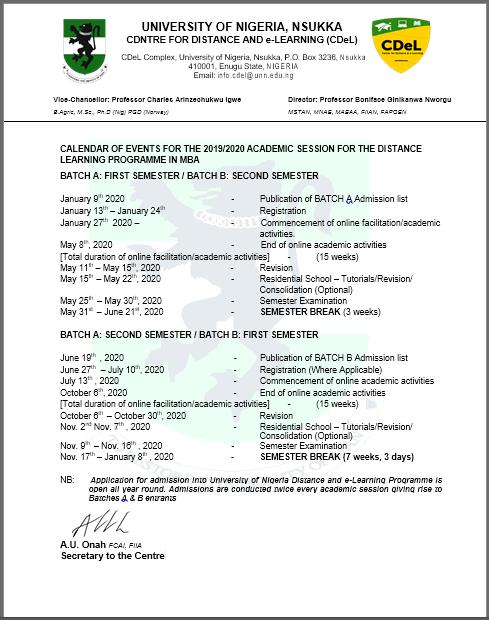 UNIVERSITY OF NIGERIA, NSUKKA
CDNTRE FOR DISTANCE AND e-LEARNING (CDeL)
CDeL Complex, University of Nigeria, Nsukka, P.O. Box 3236, Nsukka
410001, Enugu State, NIGERIA
Email: info.cdel@unn.edu.ng
CDeL
Vice-Chancellor: Professor Charles Arinzechukwu Igwe
Director: Professor Boniface Ginikanwa Nworgu
B.Agric, M.Sc., Ph.D (Nig) PGD (Norway)
MSTAN, MNAE, MAEAA, FIIAN, FAPQEN
CALENDAR OF EVENTS FOR THE 2019/2020 ACADEMIC SESSION FOR THE DISTANCE
LEARNING PROGRAMME IN MBA
BATCH A: FIRST SEMESTER / BATCH B: SECOND SEMESTER
January 9th 2020 - Publication of BATCH A Admission list
January 13th – January 24th - Registration
January 27th 2020 – - Commencement of online facilitation/academic
activities.
May 8th, 2020 - End of online academic activities
[Total duration of online facilitation/academic activities] - (15 weeks)
May 11th – May 15th, 2020 - Revision
May 15th – May 22th, 2020 - Residential School – Tutorials/Revision/
Consolidation (Optional)
May 25th – May 30th, 2020 - Semester Examination
May 31st – June 21st, 2020 - SEMESTER BREAK (3 weeks)
BATCH A: SECOND SEMESTER / BATCH B: FIRST SEMESTER
June 19th , 2020 - Publication of BATCH B Admission list
June 27th – July 10th, 2020 - Registration (Where Applicable)
July 13th , 2020 - Commencement of online academic activities
October 6th, 2020 - End of online academic activities
[Total duration of online facilitation/academic activities] - (15 weeks)
October 6th – October 30th, 2020 - Revision
Nov. 2nd Nov. 7th , 2020 - Residential School – Tutorials/Revision/
Consolidation (Optional)
Nov. 9th – Nov. 16th , 2020 - Semester Examination
Nov. 17th – January 8th , 2020 - SEMESTER BREAK (7 weeks, 3 days)
NB: Application for admission into University of Nigeria Distance and e-Learning Programme is
open all year round. Admissions are conducted twice every academic session giving rise to
Batches A & B entrants
A.U. Onah FCAI, FIIA
Secretary to the Centre